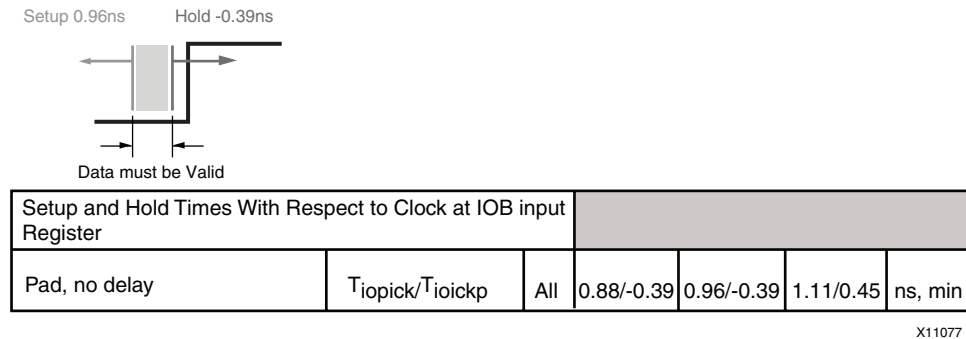 Setup 0.96ns Hold -0.39ns
Data must be Valid
Setup and Hold Times With Respect to Clock at IOB input
Register
Pad, no delay Tiopick/Tioickp All 0.88/-0.39 0.96/-0.39 1.11/0.45 ns, min
X11077